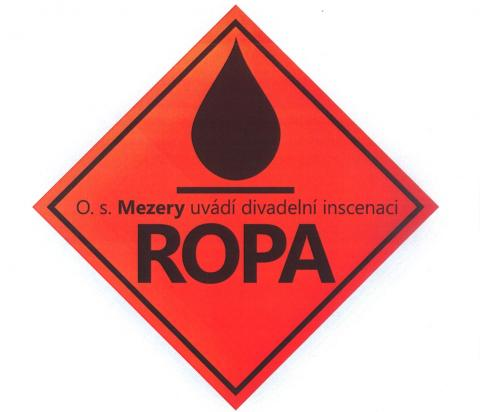 O. s. Mezery uvádí divadelní inscenaci
ROPA